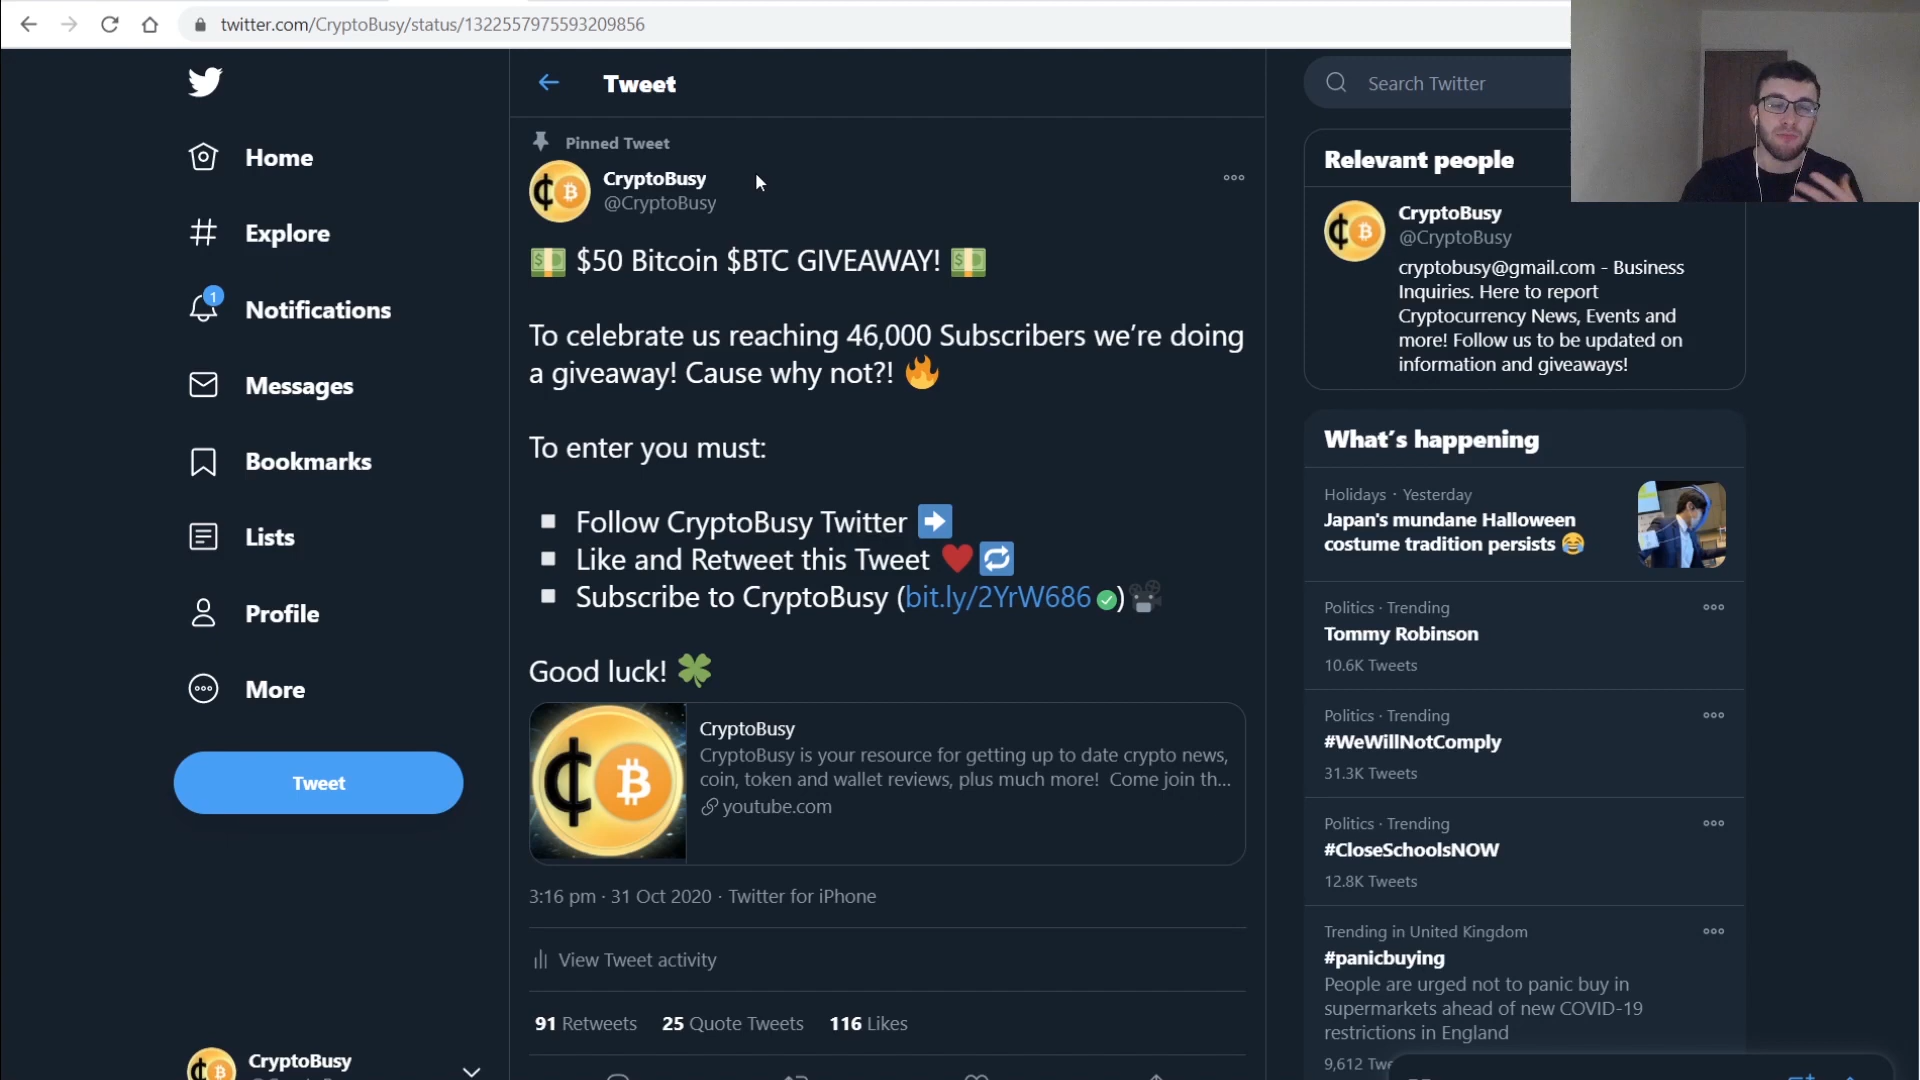 twitter.com/CryptoBusy/status/1322557975593209856
Home
Explore
1
Notifications
Messages
Bookmarks
Lists
Profile
More
Tweet
CryptoBusy
Tweet
Pinned Tweet
CryptoBusy
@CryptoBusy
$50 Bitcoin $BTC GIVEAWAY!
To celebrate us reaching 46,000 Subscribers we’re doing
a giveaway! Cause why not?!
To enter you must:
Follow CryptoBusy Twitter
Like and Retweet this Tweet
Subscribe to CryptoBusy (bit.ly/2YrW686)
Good luck!
CryptoBusy
CryptoBusy is your resource for getting up to date crypto news,
coin, token and wallet reviews, plus much more! Come join th...
youtube.com
3:16 pm · 31 Oct 2020 · Twitter for iPhone
View Tweet activity
91 Retweets 25 Quote Tweets 116 Likes
Search Twitter
Relevant people
CryptoBusy
@CryptoBusy
cryptobusy@gmail.com - Business
Inquiries. Here to report
Cryptocurrency News, Events and
more! Follow us to be updated on
information and giveaways!
What’s happening
Holidays · Yesterday
Japan's mundane Halloween
costume tradition persists
Politics · Trending
Tommy Robinson
10.6K Tweets
Politics · Trending
#WeWillNotComply
31.3K Tweets
Politics · Trending
#CloseSchoolsNOW
12.8K Tweets
Trending in United Kingdom
#panicbuying
People are urged not to panic buy in
supermarkets ahead of new COVID-19
restrictions in England
9,612